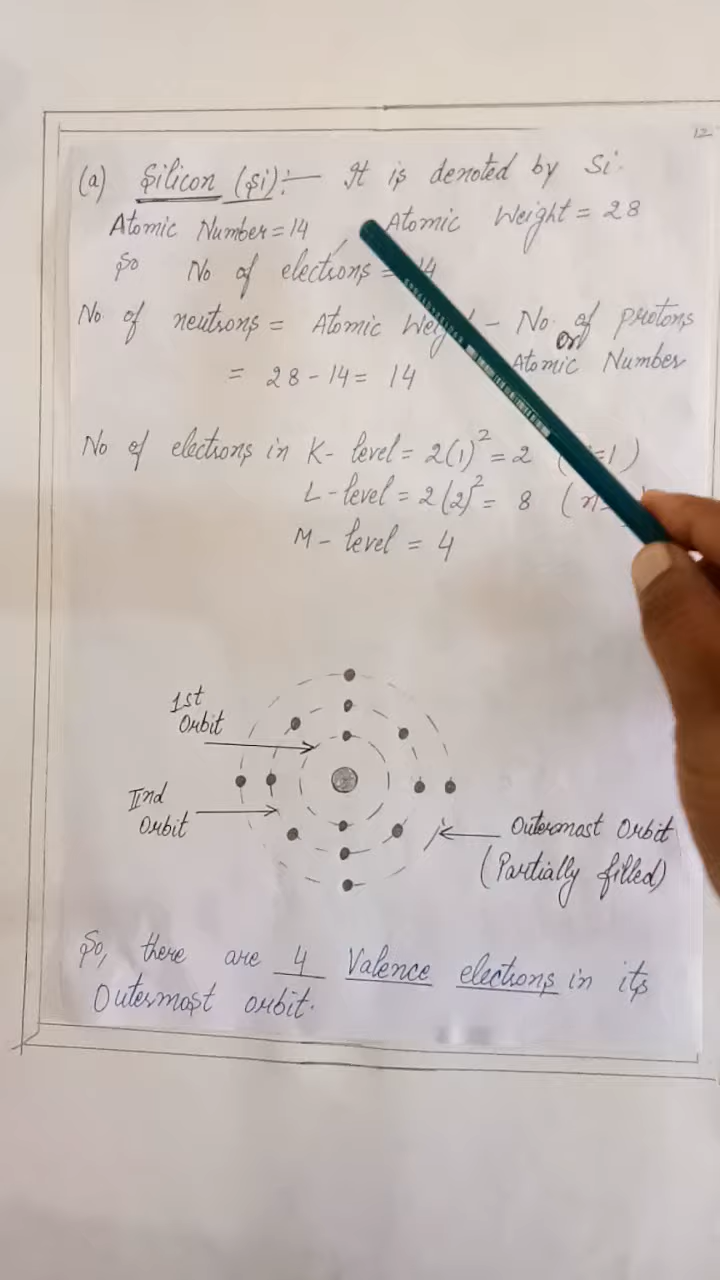 12
(a) Silicon (Si):— It is denoted by Si.
Atomic Number = 14 Atomic Weight = 28
So No of electrons = 14
No. of neutrons = Atomic - No. of protons
or
Atomic Number
= 28 - 14 = 14
No of electrons in K- level = 2(1)² = 2 =1)
L - level = 2(2)² = 8 (n
M - level = 4
1st
Orbit
IInd
Orbit
Outermost Orbit
(Partially filled)
So, there are 4 Valence electrons in its
Outermost orbit.